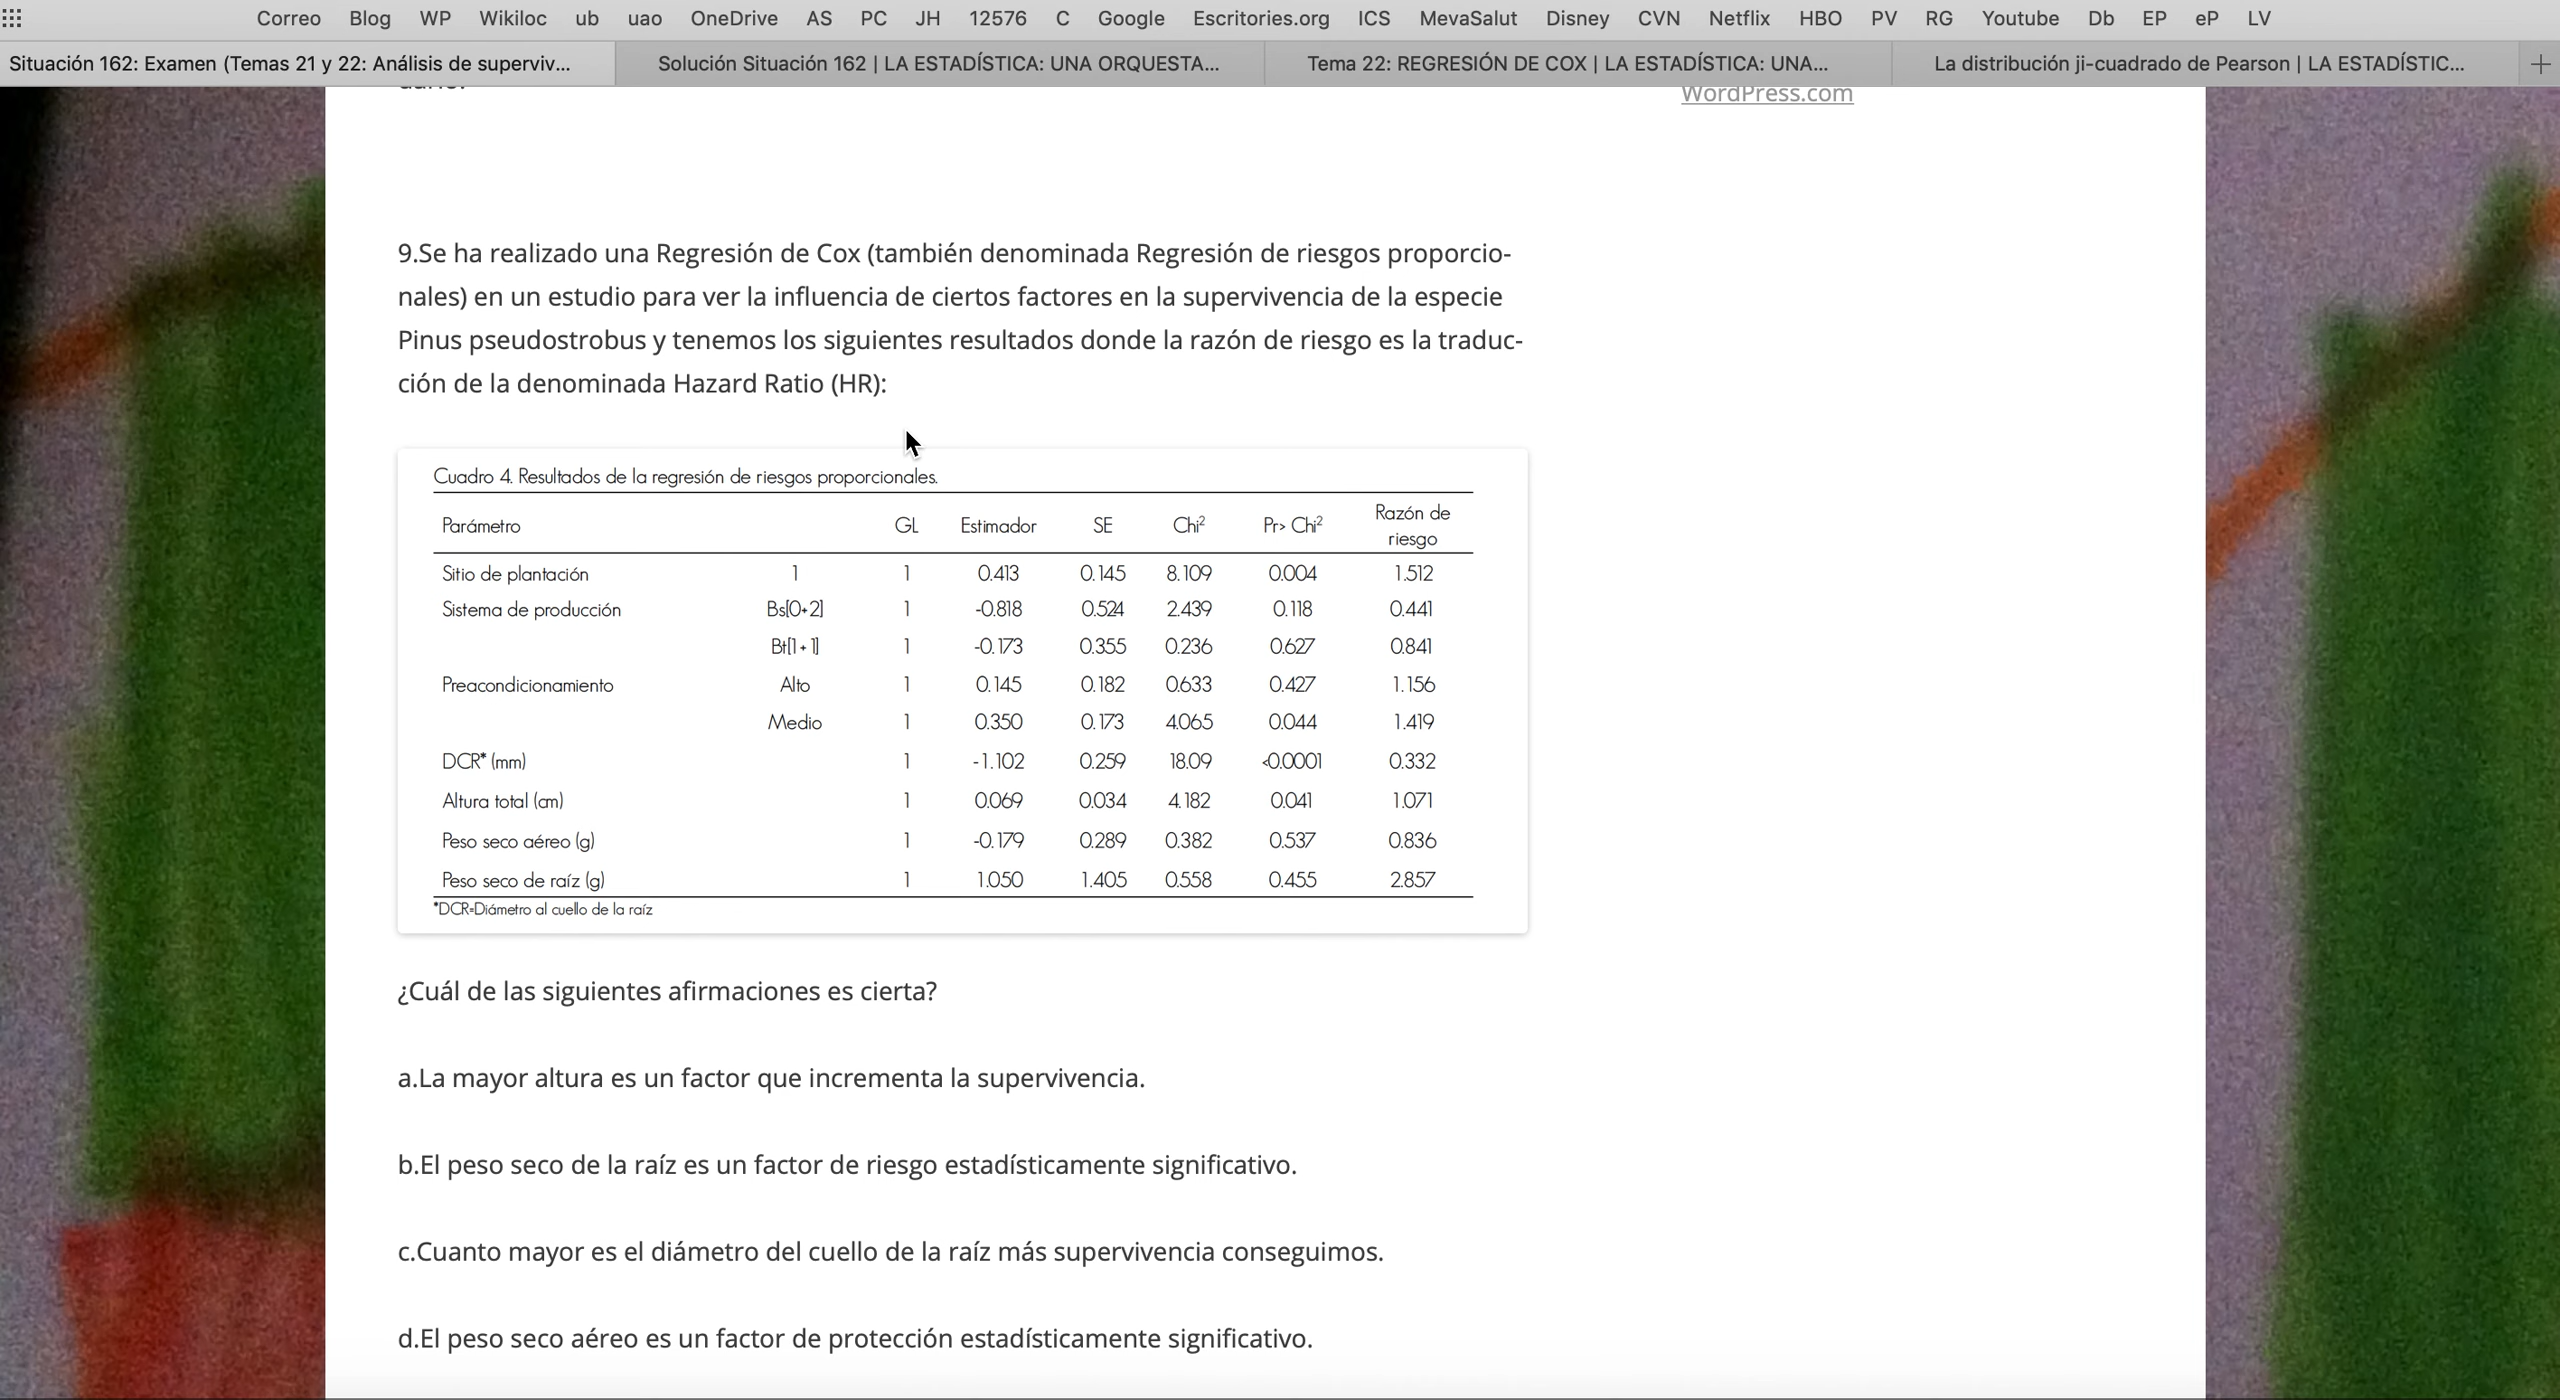 Correo Blog WP Wikiloc ub uao OneDrive AS PC JH 12576 C Google Escritories.org ICS MevaSalut Disney CVN Netflix HBO PV RG Youtube Db EP eP LV
Situación 162: Examen (Temas 21 y 22: Análisis de superviv... Solución Situación 162 | LA ESTADÍSTICA: UNA ORQUESTA... Tema 22: REGRESIÓN DE COX | LA ESTADÍSTICA: UNA... La distribución ji-cuadrado de Pearson | LA ESTADÍSTIC...
WordPress.com
9.Se ha realizado una Regresión de Cox (también denominada Regresión de riesgos proporcio-
nales) en un estudio para ver la influencia de ciertos factores en la supervivencia de la especie
Pinus pseudostrobus y tenemos los siguientes resultados donde la razón de riesgo es la traduc-
ción de la denominada Hazard Ratio (HR):
Cuadro 4. Resultados de la regresión de riesgos proporcionales.
Parámetro GL Estimador SE Chi² Pr> Chi² Razón de riesgo
Sitio de plantación 1 1 0.413 0.145 8.109 0.004 1.512
Sistema de producción Bs[0+2] 1 -0.818 0.524 2.439 0.118 0.441
Bt[1+1] 1 -0.173 0.355 0.236 0.627 0.841
Preacondicionamiento Alto 1 0.145 0.182 0.633 0.427 1.156
Medio 1 0.350 0.173 4.065 0.044 1.419
DCR* (mm) 1 -1.102 0.259 18.09 <0.0001 0.332
Altura total (cm) 1 0.069 0.034 4.182 0.041 1.071
Peso seco aéreo (g) 1 -0.179 0.289 0.382 0.537 0.836
Peso seco de raíz (g) 1 1.050 1.405 0.558 0.455 2.857
*DCR=Diámetro al cuello de la raíz
¿Cuál de las siguientes afirmaciones es cierta?
a.La mayor altura es un factor que incrementa la supervivencia.
b.El peso seco de la raíz es un factor de riesgo estadísticamente significativo.
c.Cuanto mayor es el diámetro del cuello de la raíz más supervivencia conseguimos.
d.El peso seco aéreo es un factor de protección estadísticamente significativo.